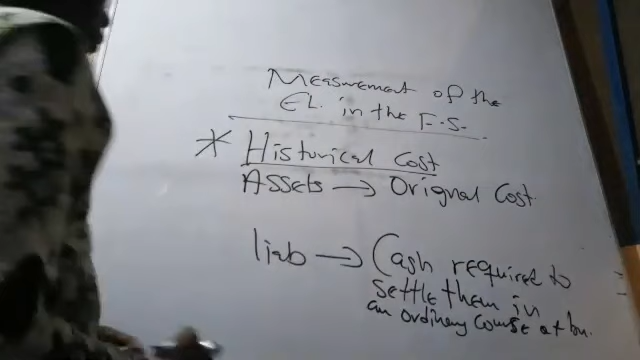 Measurement of the
EL. in the F.S.
* Historical Cost
Assets → Orignal Cost
liab → Cash required to
settle them in
an ordinary course of bu.